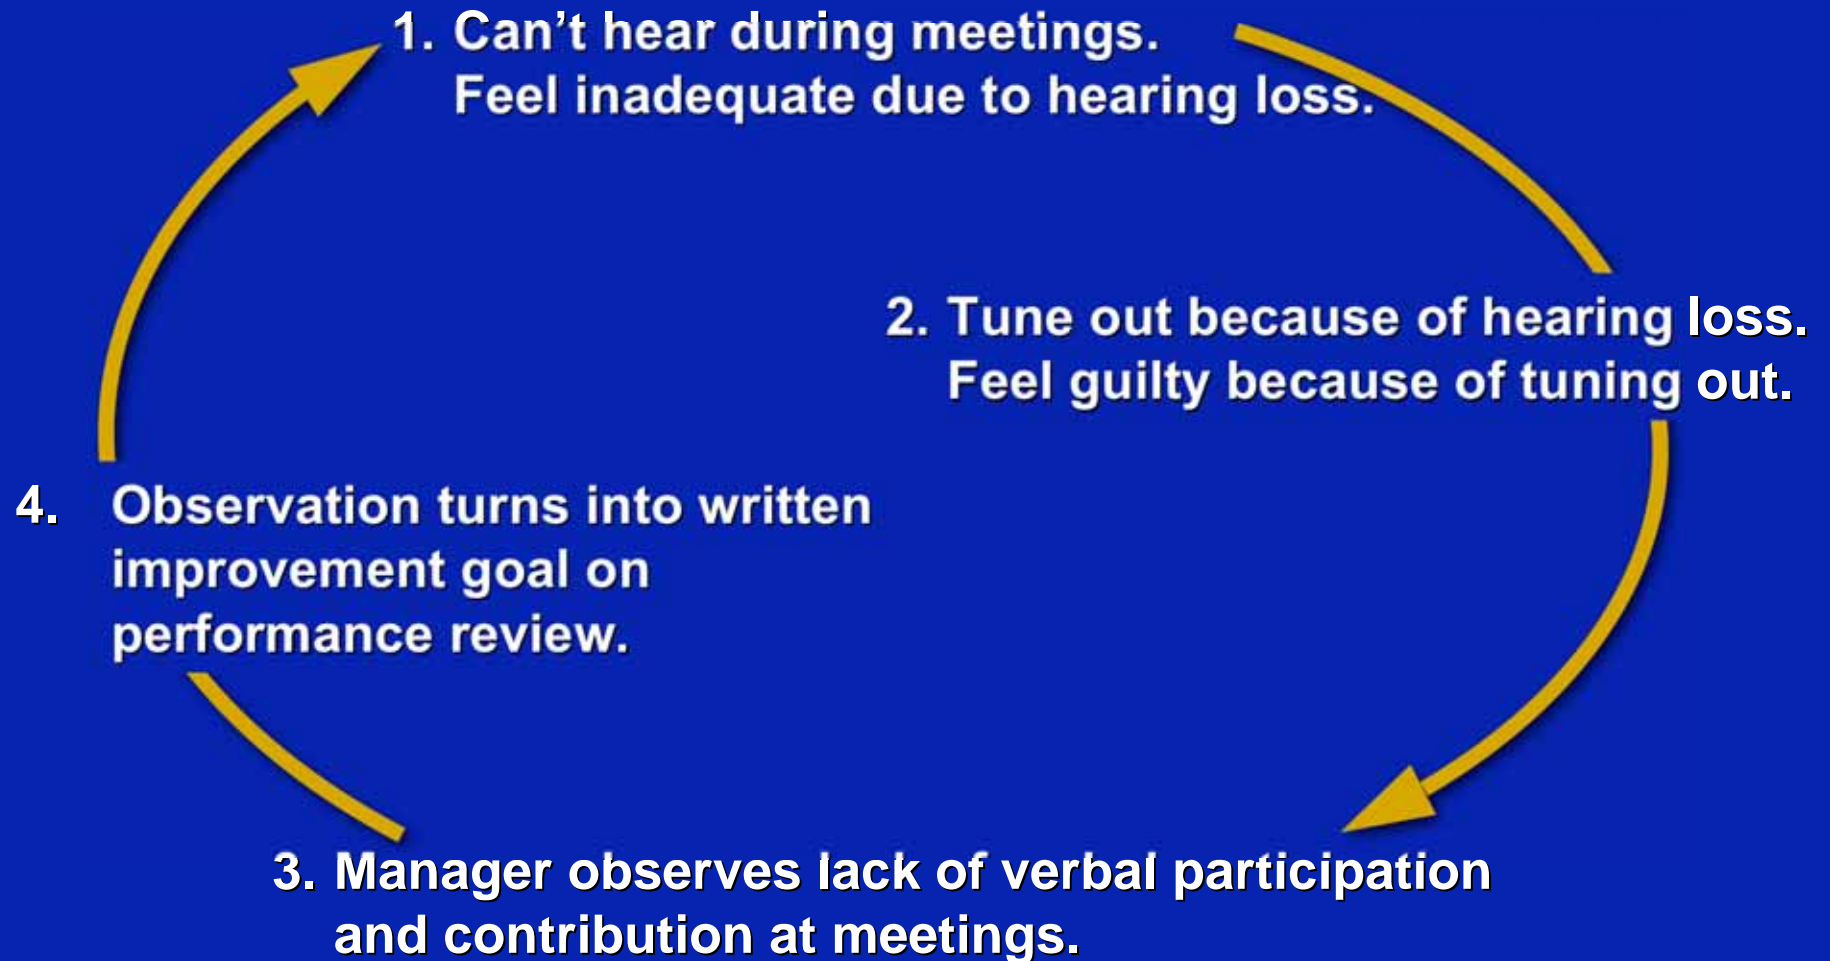 1. Can’t hear during meetings.
Feel inadequate due to hearing loss.
2. Tune out because of hearing loss.
Feel guilty because of tuning out.
4. Observation turns into written
improvement goal on
performance review.
3. Manager observes lack of verbal participation
and contribution at meetings.